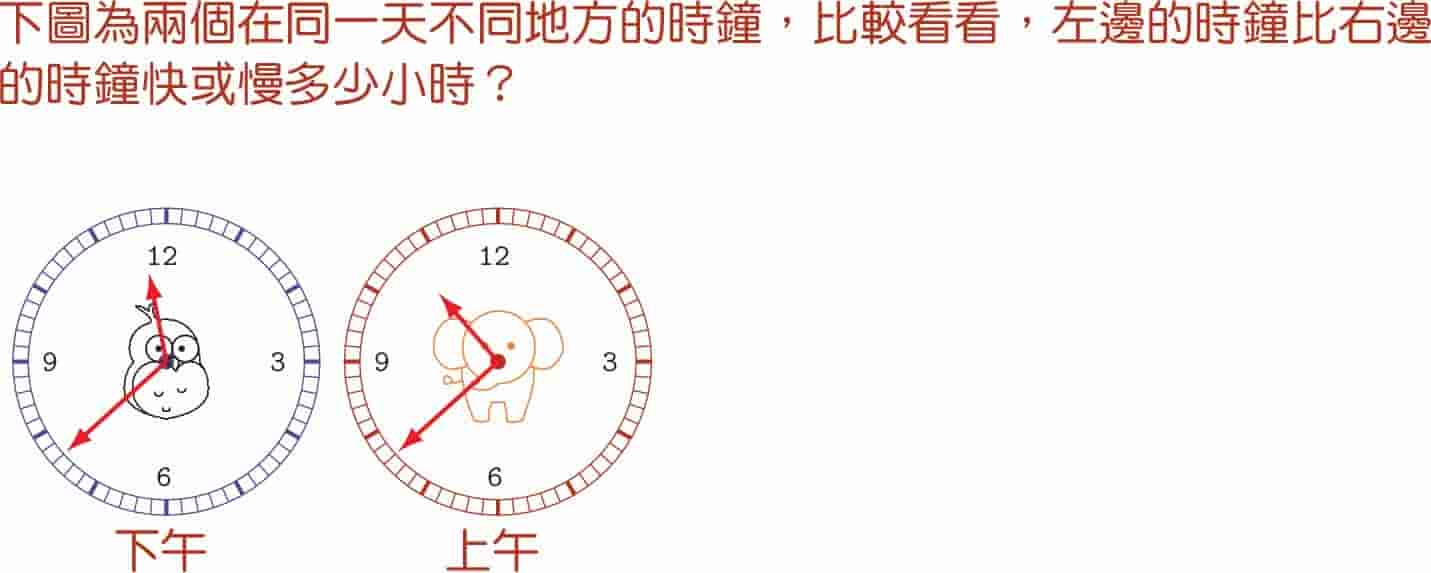 下圖為兩個在同一天不同地方的時鐘，比較看看，左邊的時鐘比右邊
的時鐘快或慢多少小時？
12 12
9 3 9 3
6 6
下午 上午